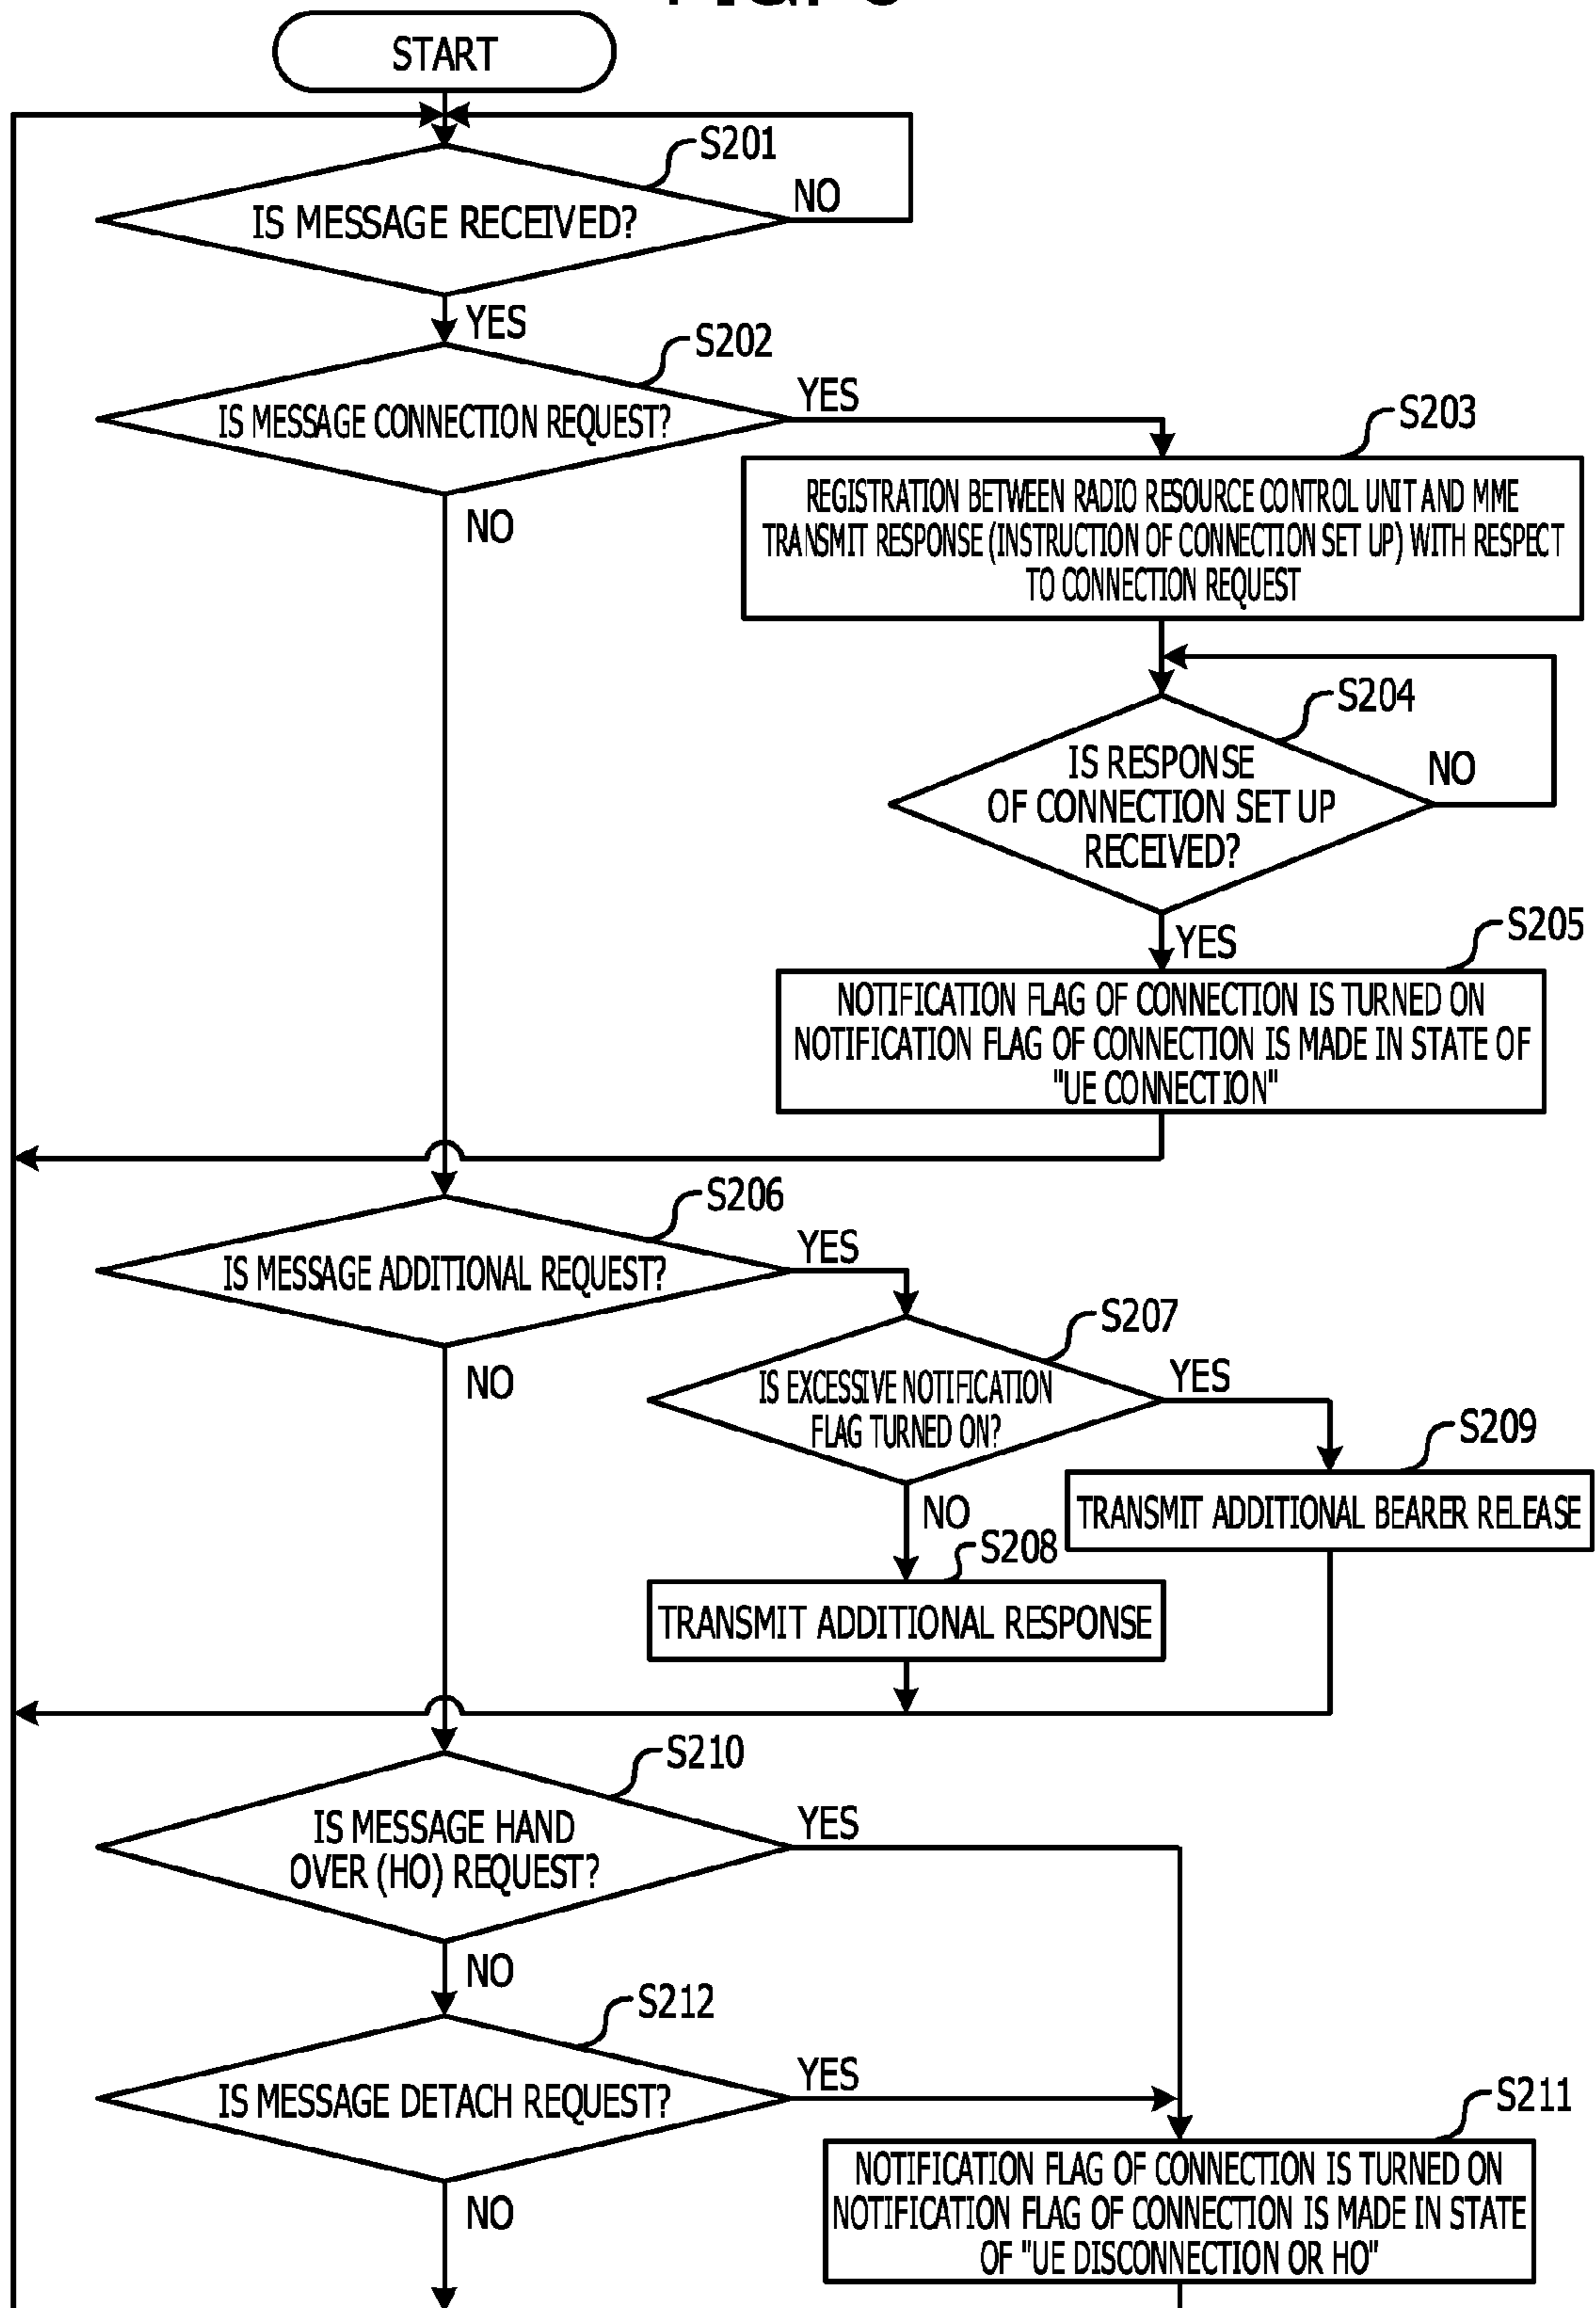 START
S201
IS MESSAGE RECEIVED?
NO
YES
S202
IS MESSAGE CONNECTION REQUEST?
YES
NO
S203
REGISTRATION BETWEEN RADIO RESOURCE CONTROL UNIT AND MME
TRANSMIT RESPONSE (INSTRUCTION OF CONNECTION SET UP) WITH RESPECT
TO CONNECTION REQUEST
S204
IS RESPONSE
OF CONNECTION SET UP
RECEIVED?
NO
YES
S205
NOTIFICATION FLAG OF CONNECTION IS TURNED ON
NOTIFICATION FLAG OF CONNECTION IS MADE IN STATE OF
"UE CONNECTION"
S206
IS MESSAGE ADDITIONAL REQUEST?
YES
NO
S207
IS EXCESSIVE NOTIFICATION
FLAG TURNED ON?
YES
NO
S209
TRANSMIT ADDITIONAL BEARER RELEASE
S208
TRANSMIT ADDITIONAL RESPONSE
S210
IS MESSAGE HAND
OVER (HO) REQUEST?
YES
NO
S212
IS MESSAGE DETACH REQUEST?
YES
NO
S211
NOTIFICATION FLAG OF CONNECTION IS TURNED ON
NOTIFICATION FLAG OF CONNECTION IS MADE IN STATE
OF "UE DISCONNECTION OR HO"